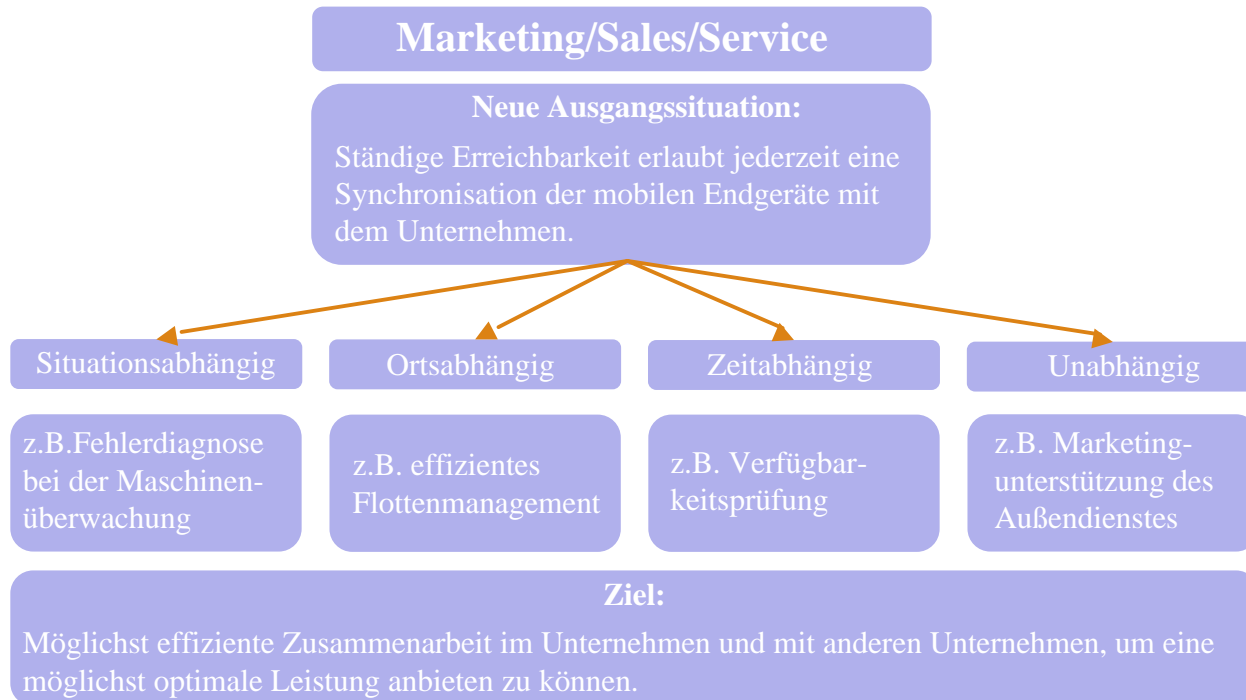 Marketing/Sales/Service
Neue Ausgangssituation:
Ständige Erreichbarkeit erlaubt jederzeit eine
Synchronisation der mobilen Endgeräte mit
dem Unternehmen.
Situationsabhängig
Ortsabhängig
Zeitabhängig
Unabhängig
z.B.Fehlerdiagnose
bei der Maschinen-
überwachung
z.B. effizientes
Flottenmanagement
z.B. Verfügbar-
keitsprüfung
z.B. Marketing-
unterstützung des
Außendienstes
Ziel:
Möglichst effiziente Zusammenarbeit im Unternehmen und mit anderen Unternehmen, um eine
möglichst optimale Leistung anbieten zu können.